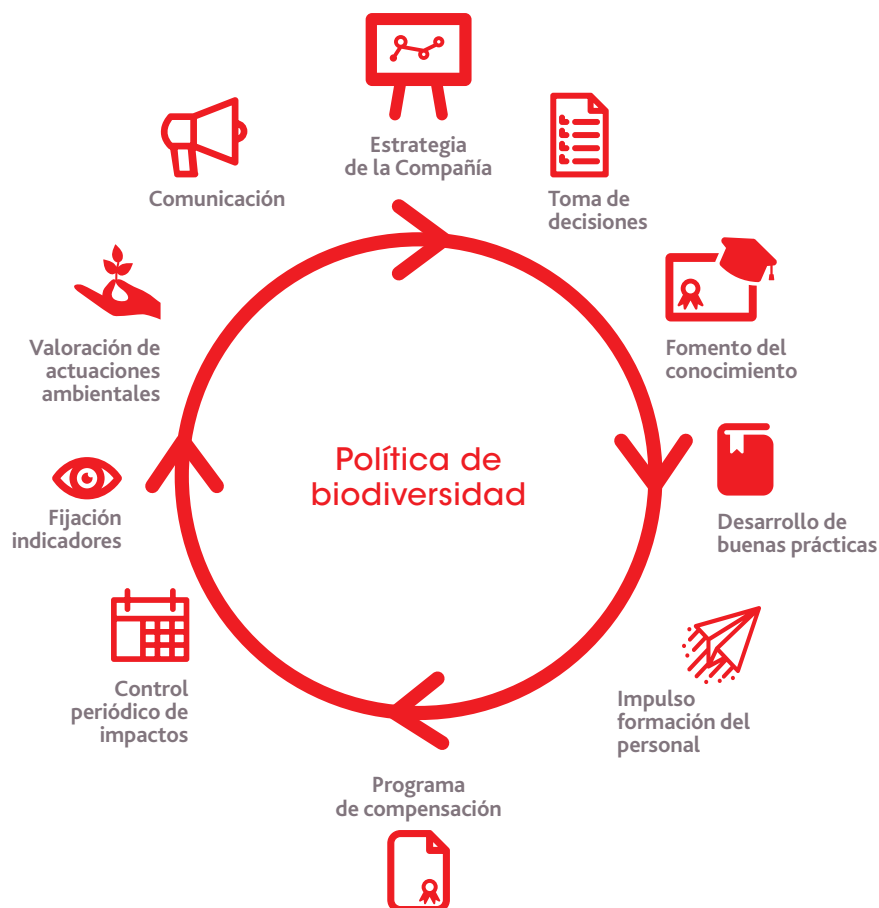 Estrategia
de la Compañía
Toma de
decisiones
Fomento del
conocimiento
Desarrollo de
buenas prácticas
Impulso
formación del
personal
Programa
de compensación
Control
periódico de
impactos
Fijación
indicadores
Valoración de
actuaciones
ambientales
Comunicación
Política de
biodiversidad